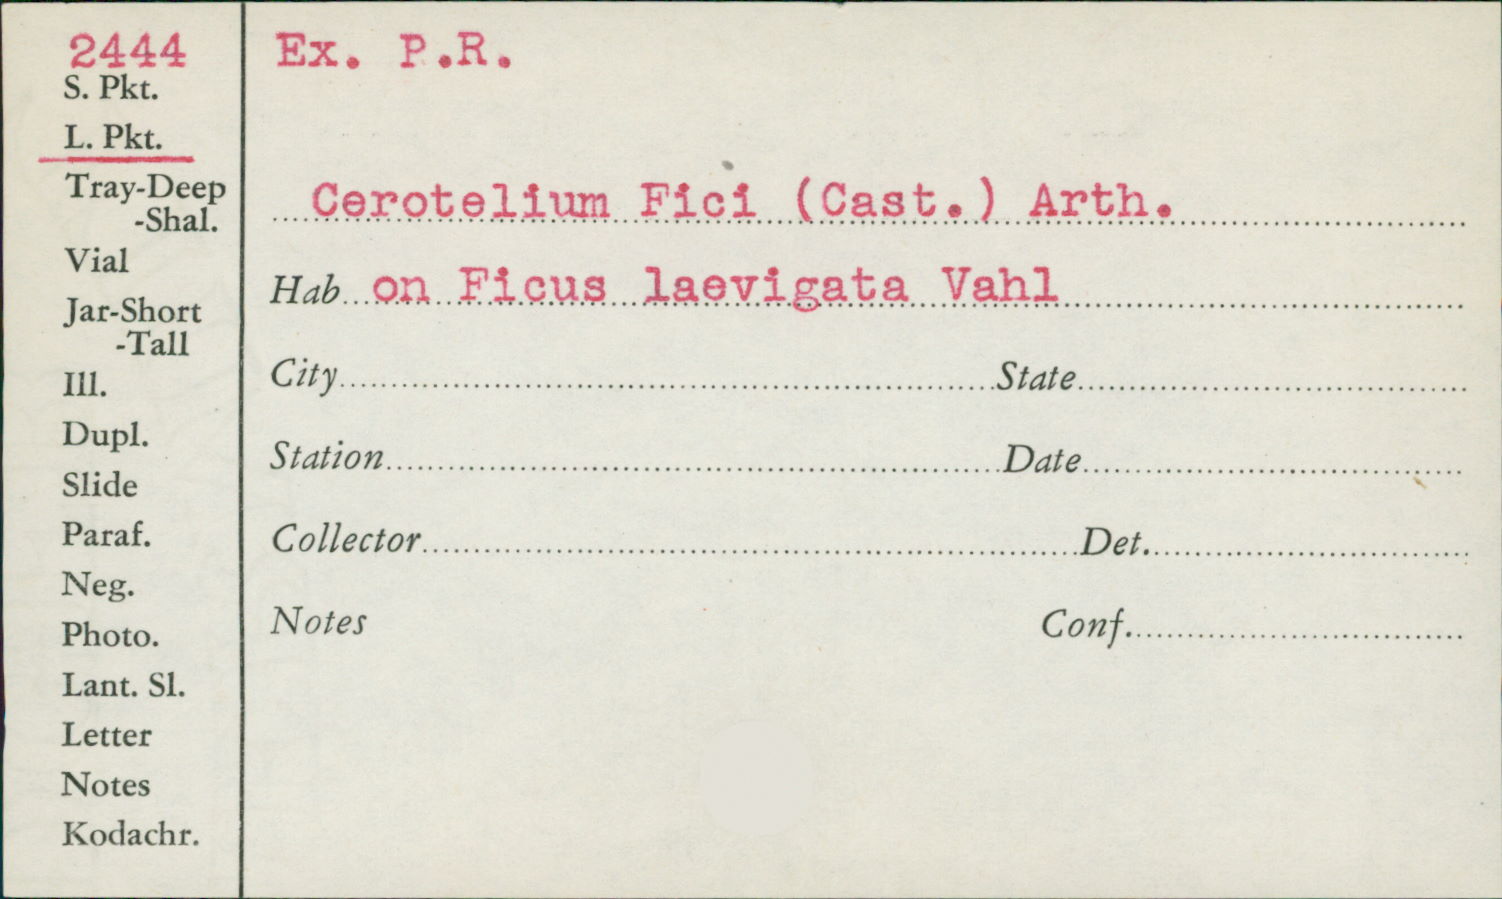 2444
S. Pkt.
L. Pkt.
Tray-Deep
-Shal.
Vial
Jar-Short
-Tall
Ill.
Dupl.
Slide
Paraf.
Neg.
Photo.
Lant. Sl.
Letter
Notes
Kodachr.
Ex. P.R.
Cerotelium Fici (Cast.) Arth.
Hab on Ficus laevigata Vahl
City State
Station Date
Collector Det.
Notes Conf.